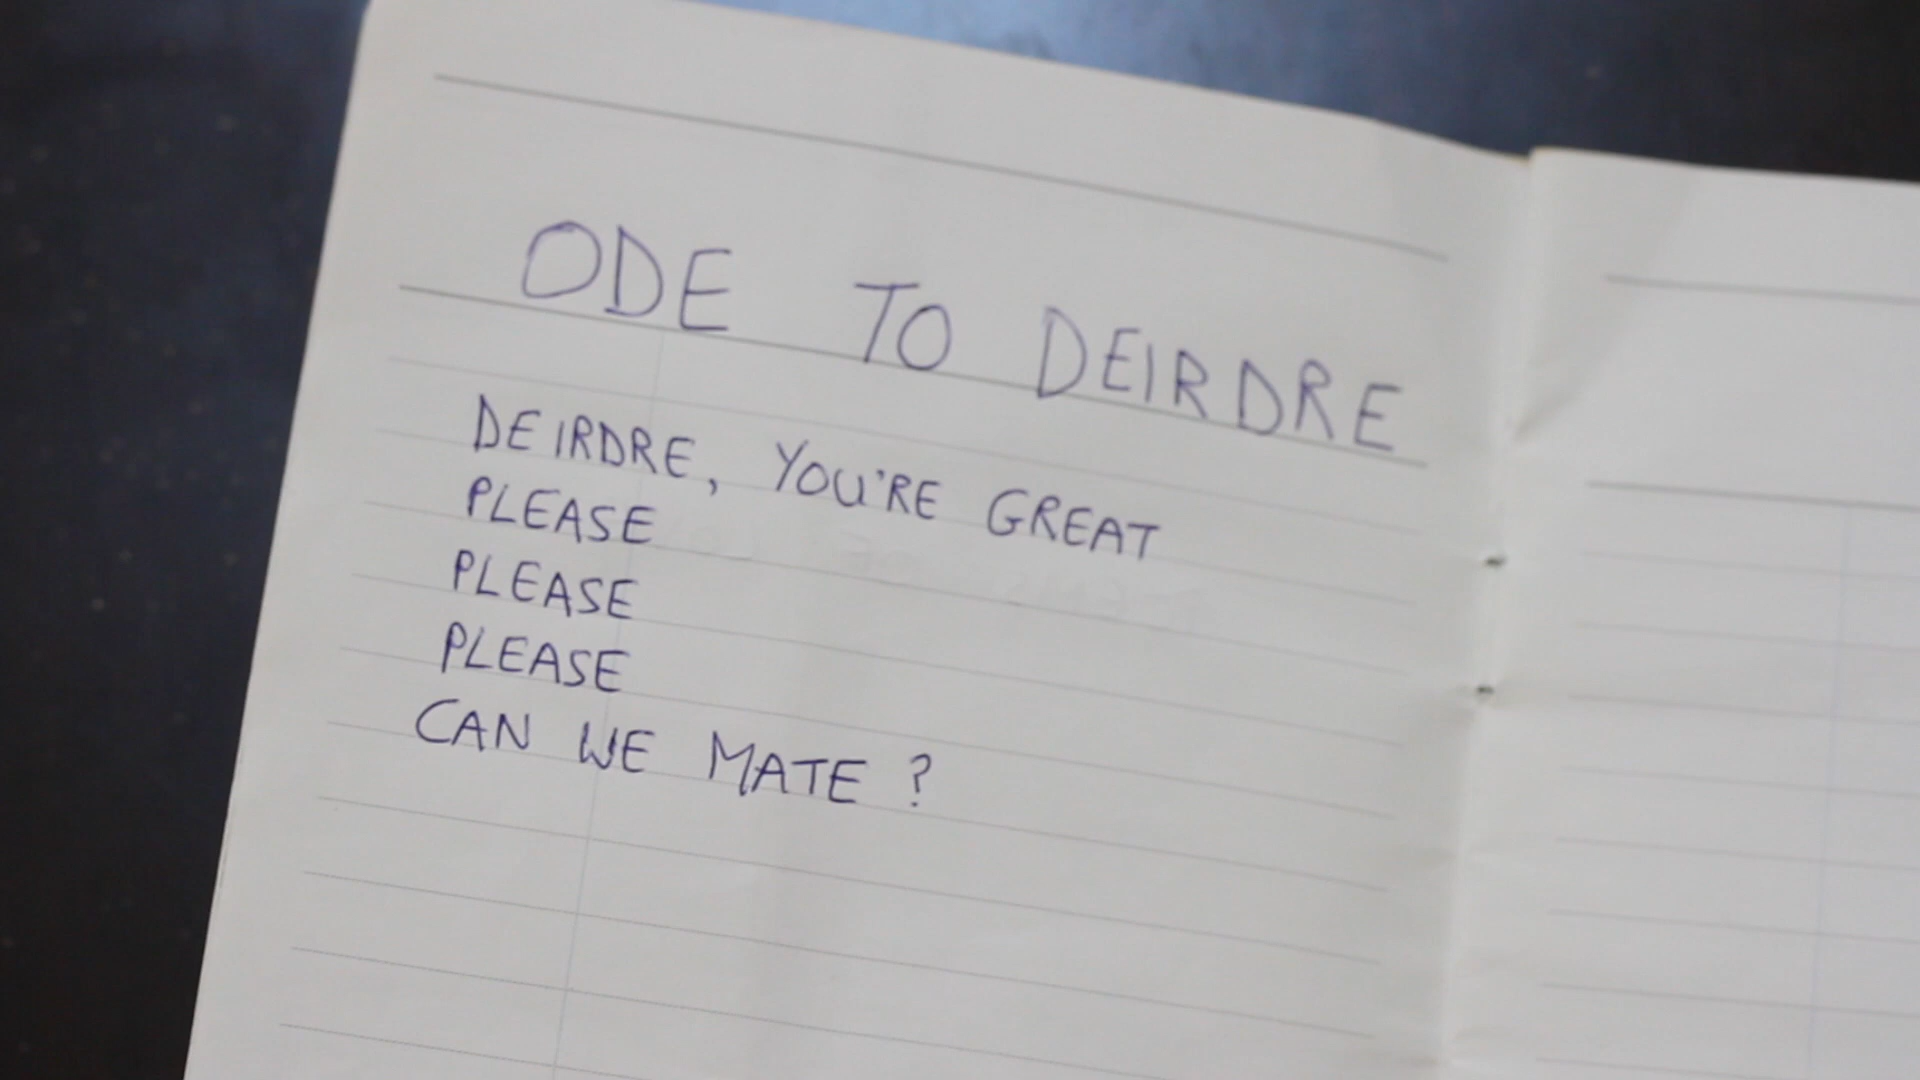 ODE TO DEIRDRE
DEIRDRE, YOU'RE GREAT
PLEASE
PLEASE
PLEASE
CAN WE MATE ?